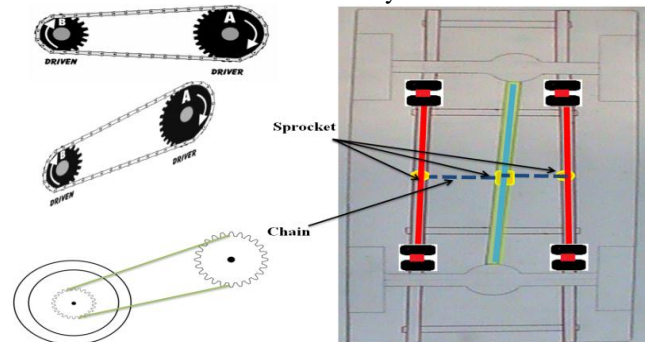 B
A
DRIVEN
DRIVER
A
B
DRIVER
DRIVEN
Sprocket
Chain